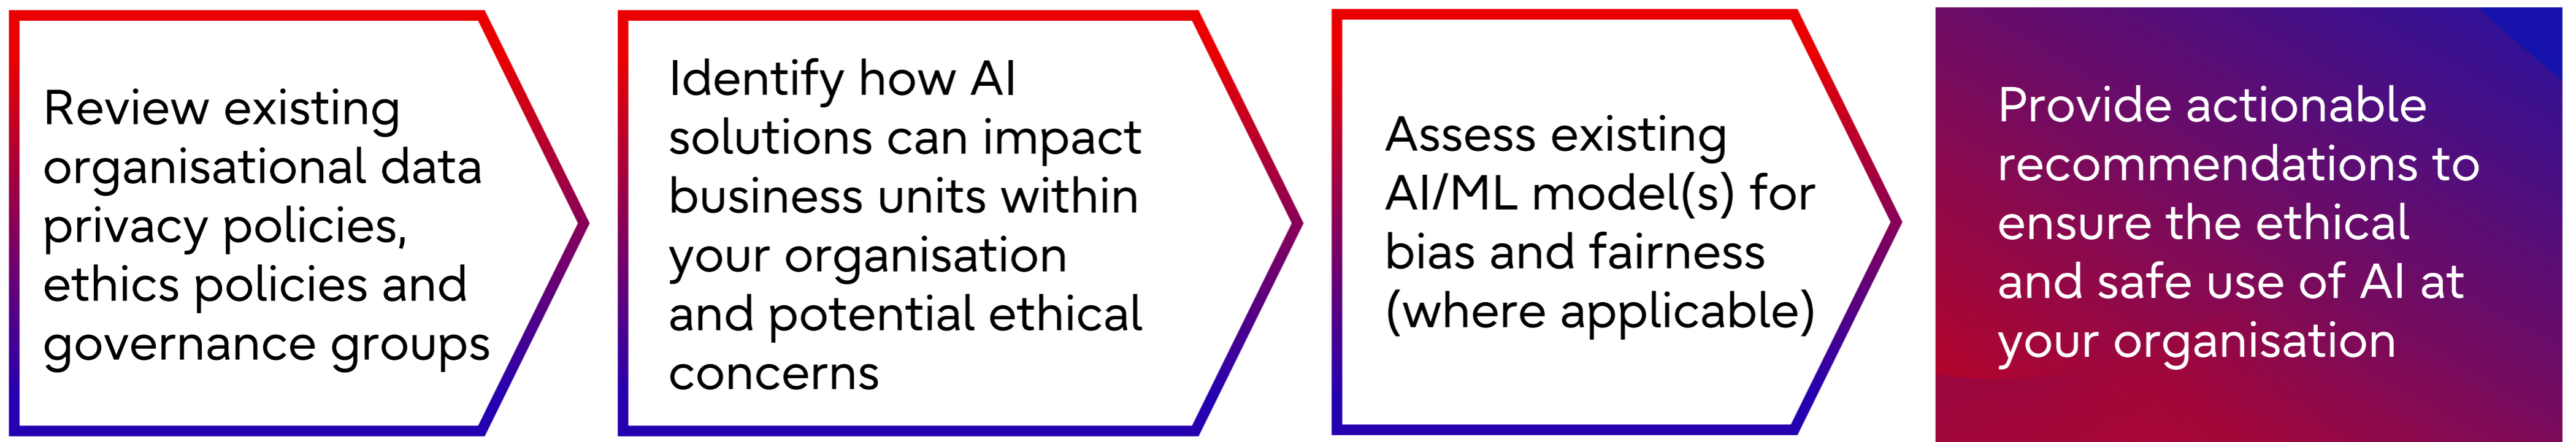 Review existing
organisational data
privacy policies,
ethics policies and
governance groups
Identify how AI
solutions can impact
business units within
your organisation
and potential ethical
concerns
Assess existing
AI/ML model(s) for
bias and fairness
(where applicable)
Provide actionable
recommendations to
ensure the ethical
and safe use of AI at
your organisation